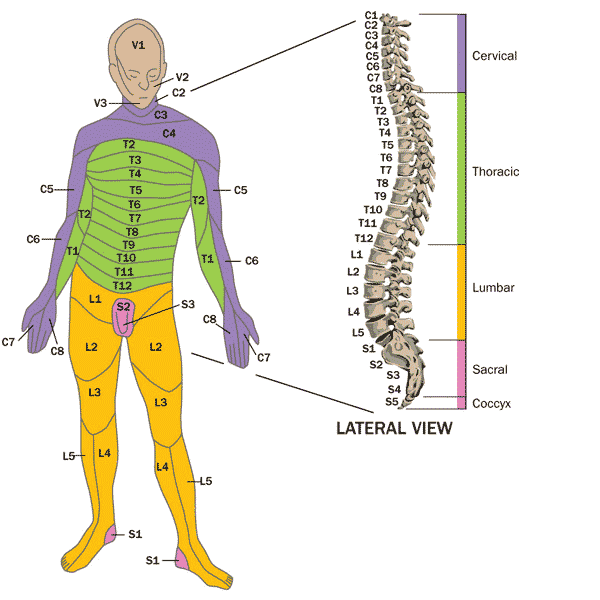 V1
V2
C2
V3
C3
C4
T2
T3
T4
T5
T6
T7
T8
T9
T10
T11
T12
C5
C5
T2
T2
C6
C6
T1
T1
L1
S2
S3
C7
C8
C8
C7
L2
L2
L3
L3
L5
L4
L4
L5
S1
S1
C1
C2
C3
C4
C5
C6
C7
C8
T1
T2
T3
T4
T5
T6
T7
T8
T9
T10
T11
T12
L1
L2
L3
L4
L5
S1
S2
S3
S4
S5
Cervical
Thoracic
Lumbar
Sacral
Coccyx
LATERAL VIEW